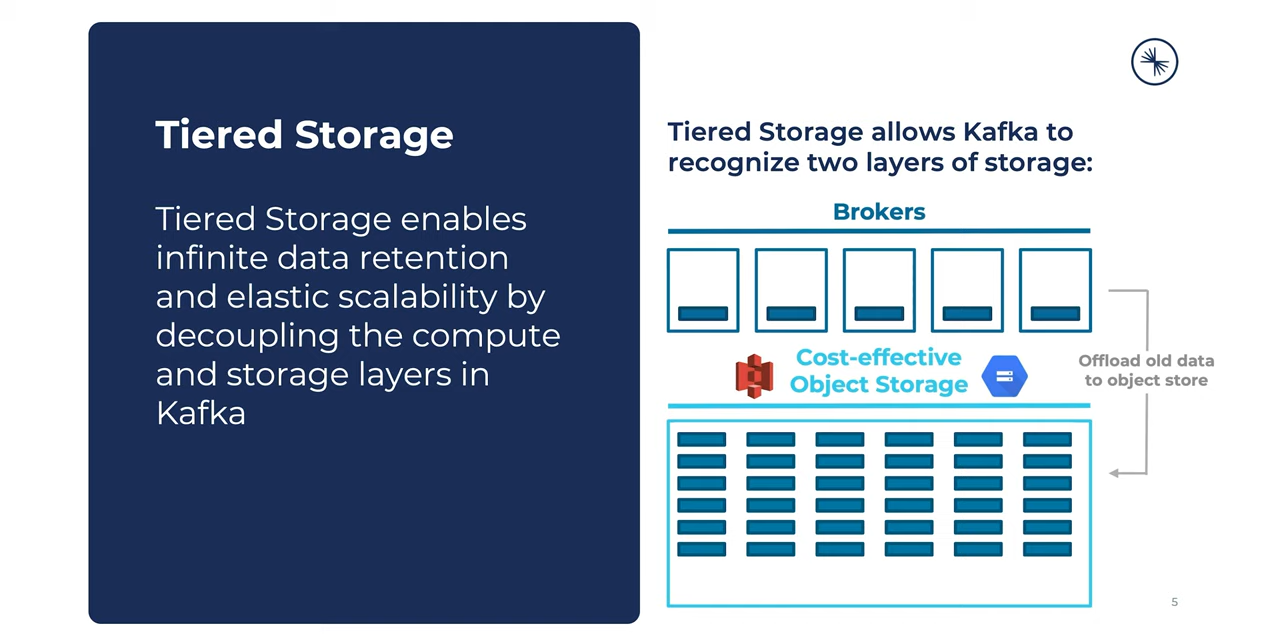 Tiered Storage
Tiered Storage enables
infinite data retention
and elastic scalability by
decoupling the compute
and storage layers in
Kafka
Tiered Storage allows Kafka to
recognize two layers of storage:
Brokers
Cost-effective
Object Storage
Offload old data
to object store
5